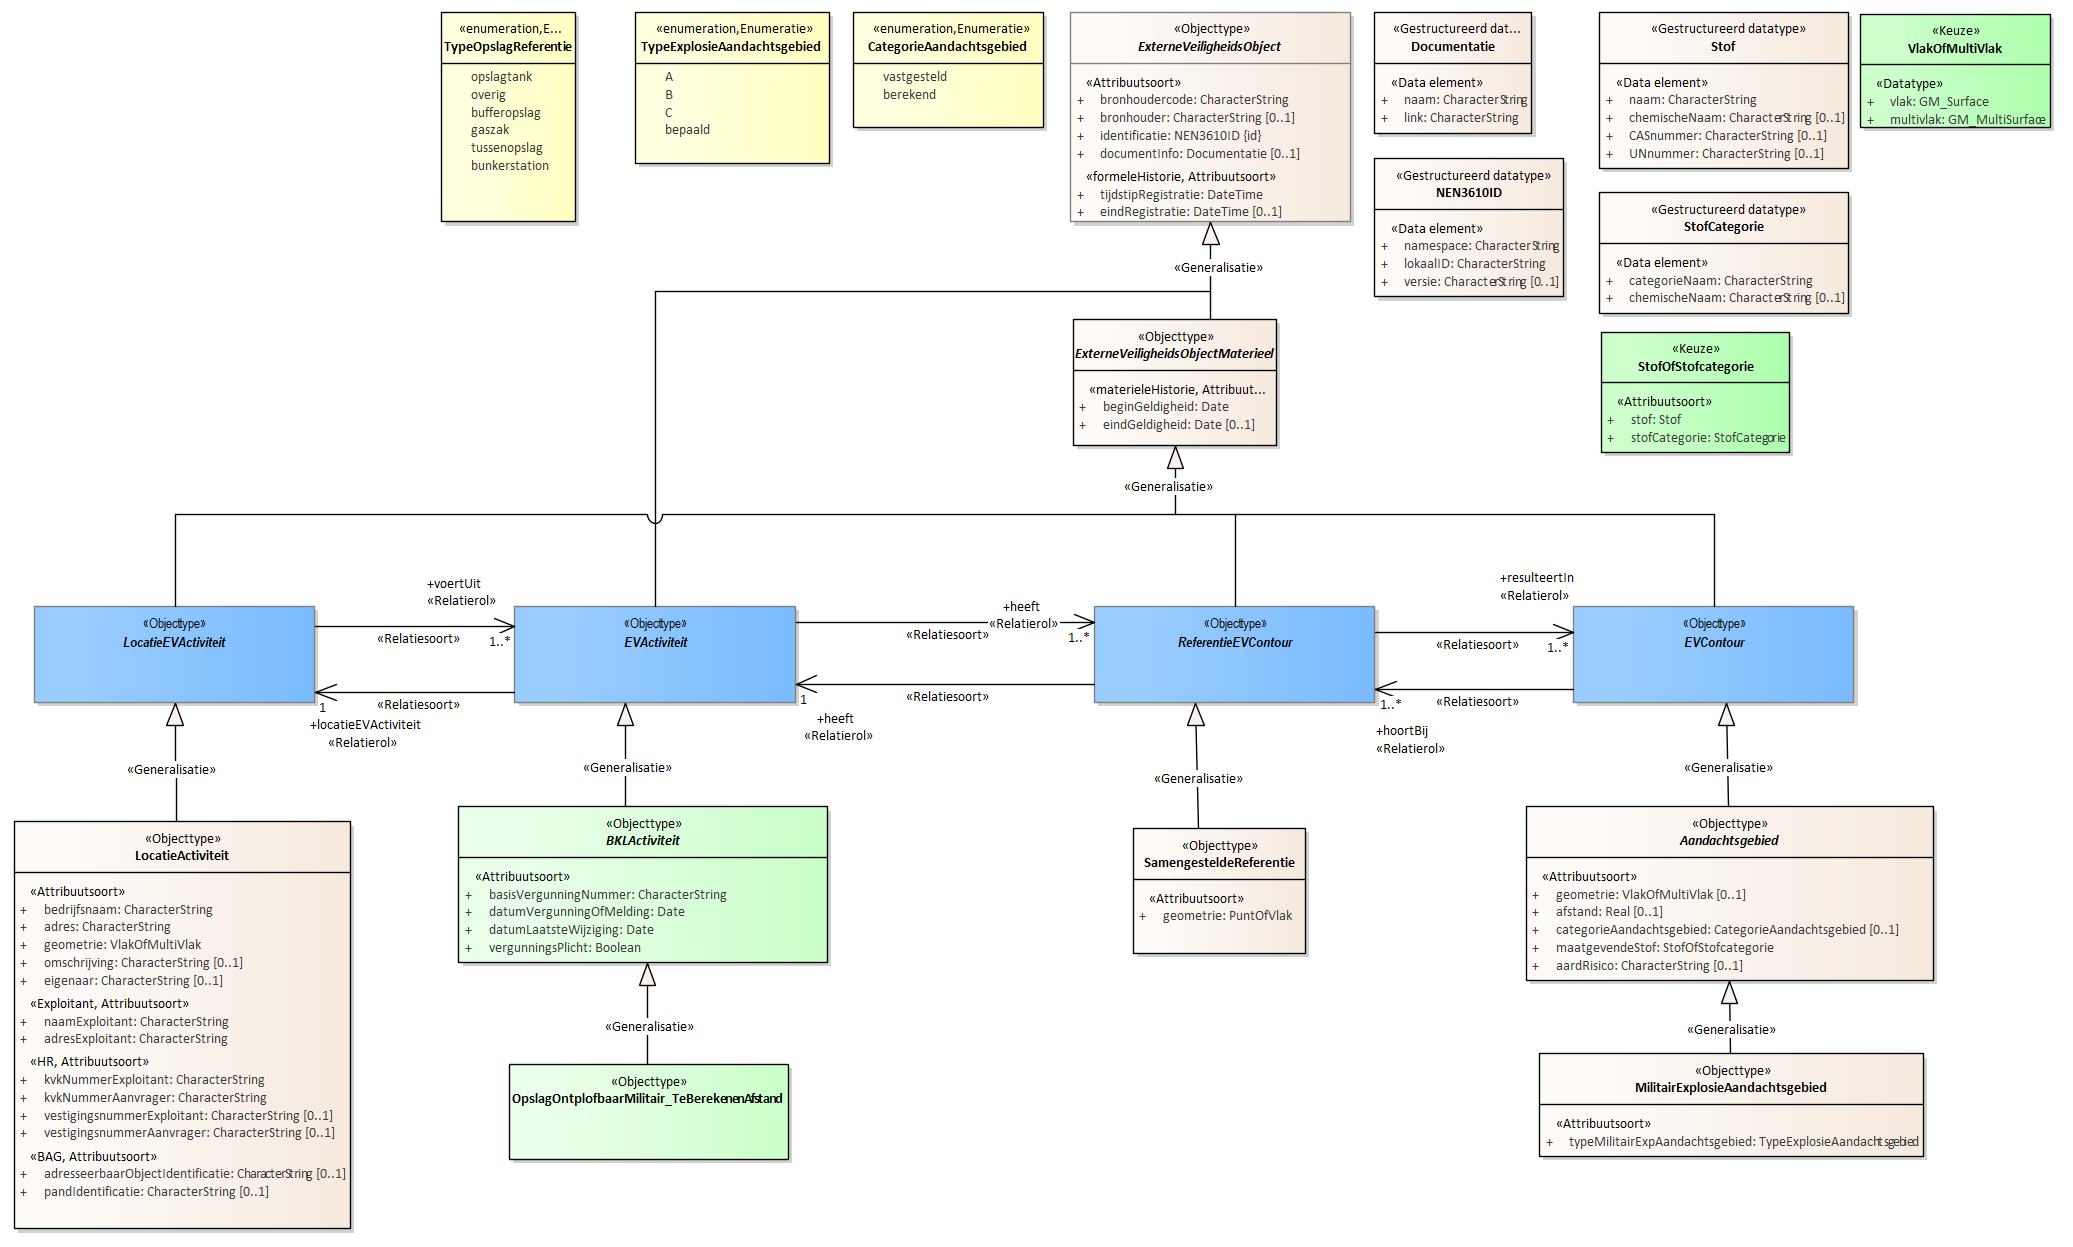 «enumeration,E...
TypeOpslagReferentie
opslagtank
overig
bufferopslag
gaszak
tussenopslag
bunkerstation
«enumeration,Enumeratie»
TypeExplosieAandachtsgebied
A
B
C
bepaald
«enumeration,Enumeratie»
CategorieAandachtsgebied
vastgesteld
berekend
«Objecttype»
ExterneVeiligheidsObject
«Attribuutsoort»
+ bronhoudercode: CharacterString
+ bronhouder: CharacterString [0..1]
+ identificatie: NEN3610ID {id}
+ documentInfo: Documentatie [0..1]
«formeleHistorie, Attribuutsoort»
+ tijdstipRegistratie: DateTime
+ eindRegistratie: DateTime [0..1]
«Gestructureerd dat...
Documentatie
«Data element»
+ naam: CharacterString
+ link: CharacterString
«Gestructureerd datatype»
NEN3610ID
«Data element»
+ namespace: CharacterString
+ lokaalID: CharacterString
+ versie: CharacterString [0..1]
«Gestructureerd datatype»
Stof
«Data element»
+ naam: CharacterString
+ chemischeNaam: CharacterString [0..1]
+ CASnummer: CharacterString [0..1]
+ UNnummer: CharacterString [0..1]
«Gestructureerd datatype»
StofCategorie
«Data element»
+ categorieNaam: CharacterString
+ chemischeNaam: CharacterString [0..1]
«Keuze»
VlakOfMultiVlak
«Datatype»
+ vlak: GM_Surface
+ multivlak: GM_MultiSurface
«Keuze»
StofOfStofcategorie
«Attribuutsoort»
+ stof: Stof
+ stofCategorie: StofCategorie
«Generalisatie»
«Objecttype»
ExterneVeiligheidsObjectMaterieel
«materieleHistorie, Attribuut...
+ beginGeldigheid: Date
+ eindGeldigheid: Date [0..1]
«Generalisatie»
«Objecttype»
LocatieEVActiviteit
+voertUit
«Relatierol»
«Relatiesoort»
1..*
«Relatiesoort»
1
+locatieEVActiviteit
«Relatierol»
«Objecttype»
EVActiviteit
+heeft
«Relatierol»
«Relatiesoort»
1..*
«Relatiesoort»
1
+heeft
«Relatierol»
«Objecttype»
ReferentieEVContour
+resulteertIn
«Relatierol»
«Relatiesoort»
1..*
«Relatiesoort»
1..*
+hoortBij
«Relatierol»
«Objecttype»
EVContour
«Generalisatie»
«Generalisatie»
«Generalisatie»
«Generalisatie»
«Objecttype»
LocatieActiviteit
«Attribuutsoort»
+ bedrijfsnaam: CharacterString
+ adres: CharacterString
+ geometrie: VlakOfMultiVlak
+ omschrijving: CharacterString [0..1]
+ eigenaar: CharacterString [0..1]
«Exploitant, Attribuutsoort»
+ naamExploitant: CharacterString
+ adresExploitant: CharacterString
«HR, Attribuutsoort»
+ kvkNummerExploitant: CharacterString
+ kvkNummerAanvrager: CharacterString
+ vestigingsnummerExploitant: CharacterString [0..1]
+ vestigingsnummerAanvrager: CharacterString [0..1]
«BAG, Attribuutsoort»
+ adresseerbaarObjectIdentificatie: CharacterString [0..1]
+ pandIdentificatie: CharacterString [0..1]
«Objecttype»
BKLActiviteit
«Attribuutsoort»
+ basisVergunningNummer: CharacterString
+ datumVergunningOfMelding: Date
+ datumLaatsteWijziging: Date
+ vergunningsPlicht: Boolean
«Generalisatie»
«Objecttype»
OpslagOntplofbaarMilitair_TeBerekenenAfstand
«Objecttype»
SamengesteldeReferentie
«Attribuutsoort»
+ geometrie: PuntOfVlak
«Objecttype»
Aandachtsgebied
«Attribuutsoort»
+ geometrie: VlakOfMultiVlak [0..1]
+ afstand: Real [0..1]
+ categorieAandachtsgebied: CategorieAandachtsgebied [0..1]
+ maatgevendeStof: StofOfStofcategorie
+ aardRisico: CharacterString [0..1]
«Generalisatie»
«Objecttype»
MilitairExplosieAandachtsgebied
«Attribuutsoort»
+ typeMilitairExpAandachtsgebied: TypeExplosieAandachtsgebied